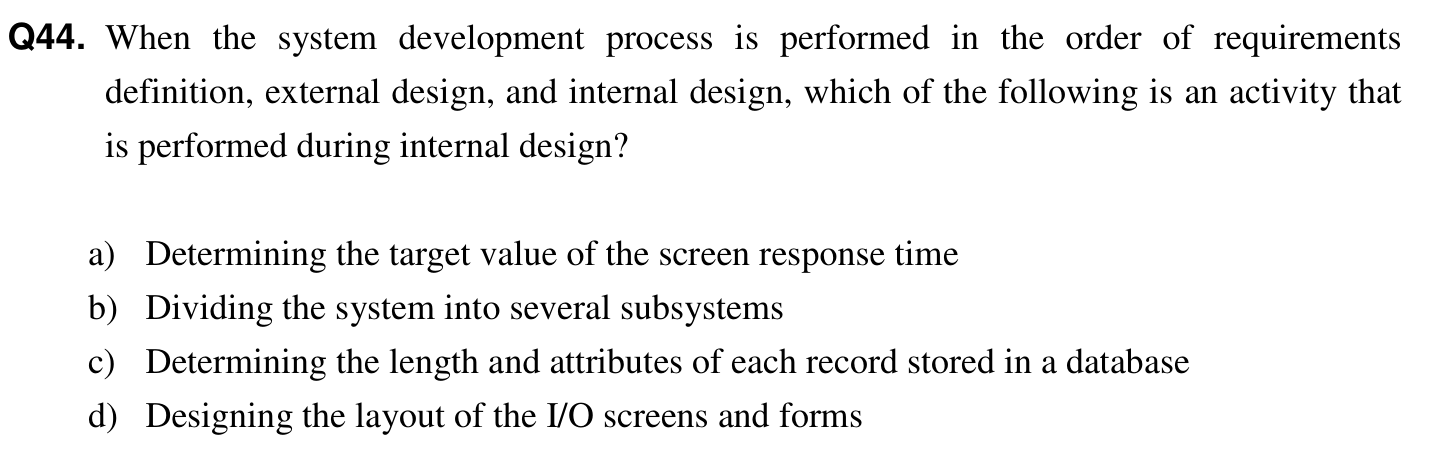 Q44. When the system development process is performed in the order of requirements
definition, external design, and internal design, which of the following is an activity that
is performed during internal design?
a) Determining the target value of the screen response time
b) Dividing the system into several subsystems
c) Determining the length and attributes of each record stored in a database
d) Designing the layout of the I/O screens and forms